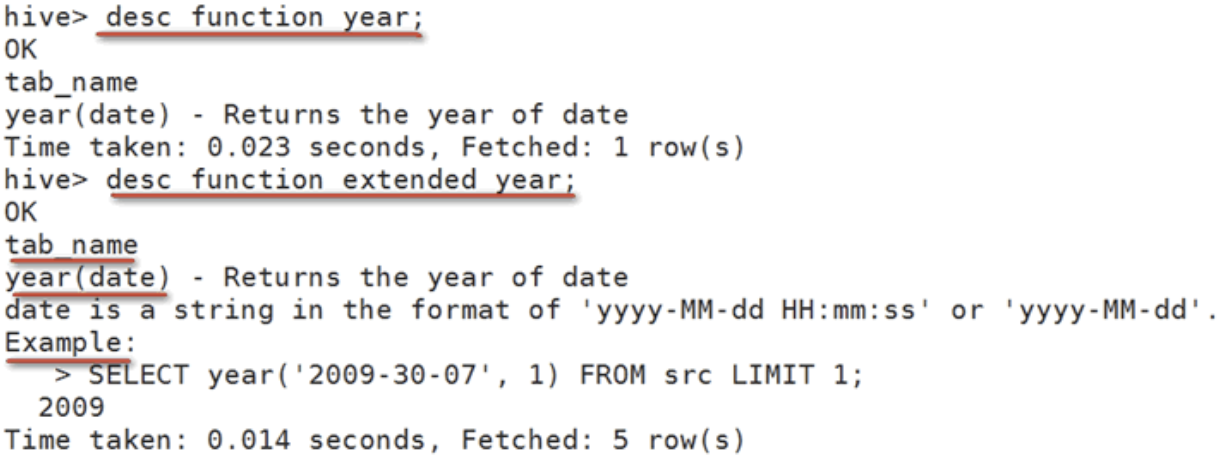 hive> desc function year;
OK
tab_name
year(date) - Returns the year of date
Time taken: 0.023 seconds, Fetched: 1 row(s)
hive> desc function extended year;
OK
tab_name
year(date) - Returns the year of date
date is a string in the format of 'yyyy-MM-dd HH:mm:ss' or 'yyyy-MM-dd'.
Example:
   > SELECT year('2009-30-07', 1) FROM src LIMIT 1;
  2009
Time taken: 0.014 seconds, Fetched: 5 row(s)